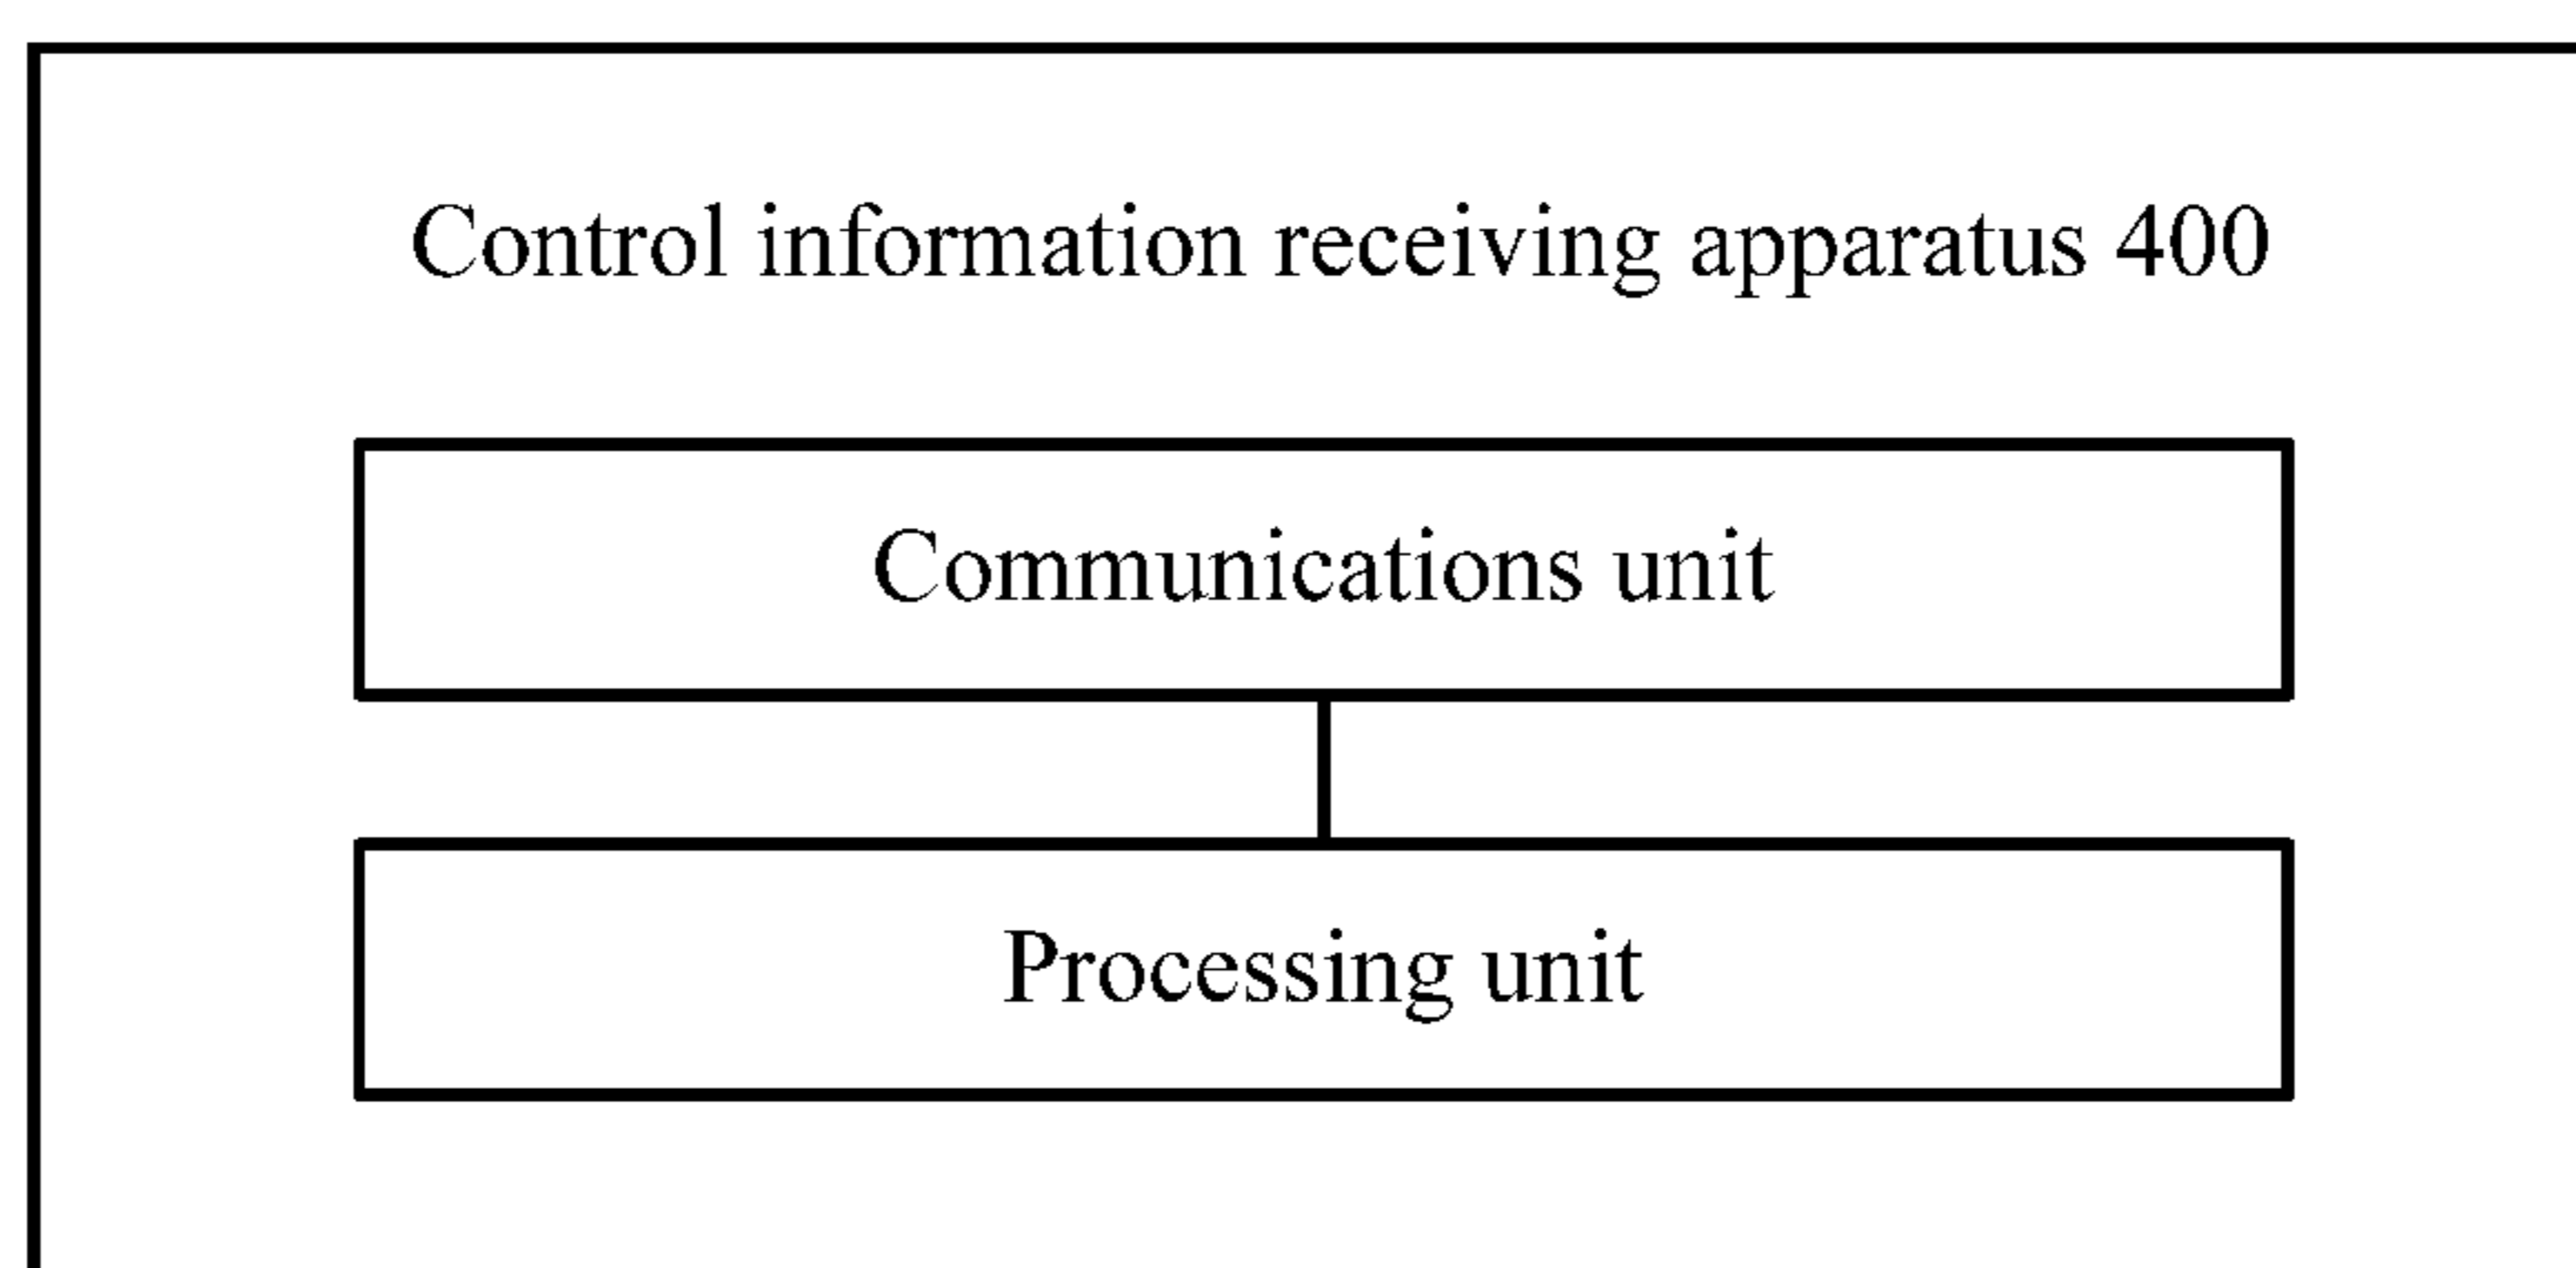 Control information receiving apparatus 400
Communications unit
Processing unit